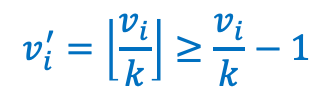 v′ᵢ = ⌊vᵢ/k⌋ ≥ vᵢ/k − 1